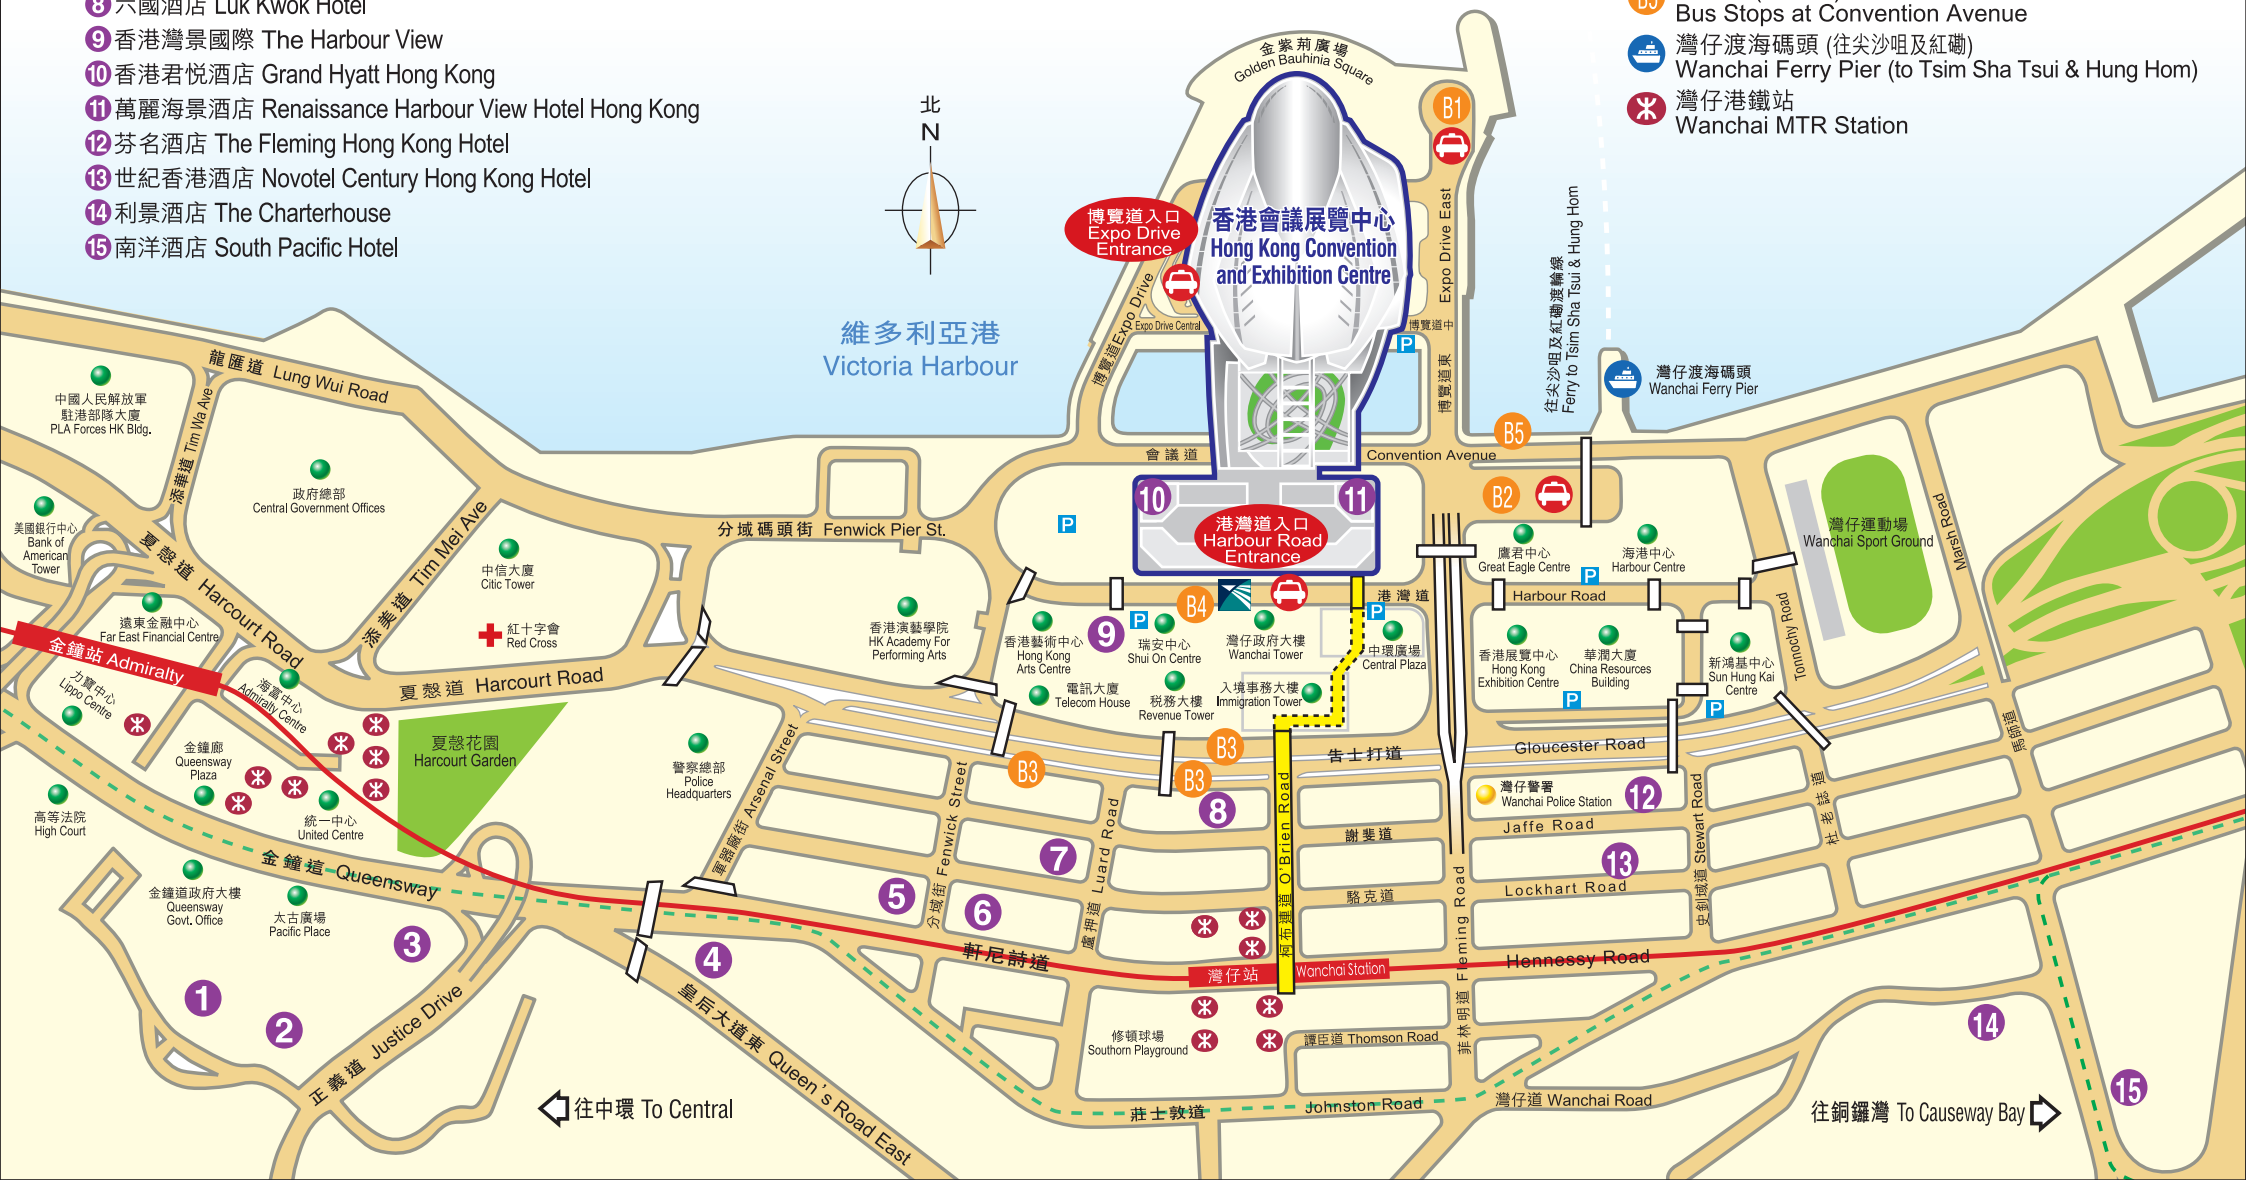 8 六國酒店 Luk Kwok Hotel
9 香港灣景國際 The Harbour View
10 香港君悦酒店 Grand Hyatt Hong Kong
11 萬麗海景酒店 Renaissance Harbour View Hotel Hong Kong
12 芬名酒店 The Fleming Hong Kong Hotel
13 世紀香港酒店 Novotel Century Hong Kong Hotel
14 利景酒店 The Charterhouse
15 南洋酒店 South Pacific Hotel
B5
Bus Stops at Convention Avenue
灣仔渡海碼頭 (往尖沙咀及紅磡)
Wanchai Ferry Pier (to Tsim Sha Tsui & Hung Hom)
灣仔港鐵站
Wanchai MTR Station
北
N
維多利亞港
Victoria Harbour
金紫荊廣場
Golden Bauhinia Square
B1
博覽道入口
Expo Drive
Entrance
香港會議展覽中心
Hong Kong Convention
and Exhibition Centre
博覽道Expo Drive
Expo Drive Central
博覽道中
Expo Drive East
博覽道東
P
往尖沙咀及紅磡渡輪線
Ferry to Tsim Sha Tsui & Hung Hom
灣仔渡海碼頭
Wanchai Ferry Pier
B5
會議道
Convention Avenue
10
11
港灣道入口
Harbour Road
Entrance
B2
P
龍匯道 Lung Wui Road
中國人民解放軍
駐港部隊大廈
PLA Forces HK Bldg.
添華道 Tim Wa Ave
政府總部
Central Government Offices
美國銀行中心
Bank of
American
Tower
夏慤道 Harcourt Road
添美道 Tim Mei Ave
中信大廈
Citic Tower
分域碼頭街 Fenwick Pier St.
鷹君中心
Great Eagle Centre
海港中心
Harbour Centre
P
灣仔運動場
Wanchai Sport Ground
Marsh Road
遠東金融中心
Far East Financial Centre
紅十字會
Red Cross
香港演藝學院
HK Academy For
Performing Arts
香港藝術中心
Hong Kong
Arts Centre
9
P
B4
瑞安中心
Shui On Centre
灣仔政府大樓
Wanchai Tower
港灣道
P
中環廣場
Central Plaza
Harbour Road
香港展覽中心
Hong Kong
Exhibition Centre
華潤大廈
China Resources
Building
新鴻基中心
Sun Hung Kai
Centre
Tonnochy Road
金鐘站 Admiralty
力寶中心
Lippo Centre
海富中心
Admiralty Centre
夏慤道 Harcourt Road
電訊大廈
Telecom House
税務大樓
Revenue Tower
入境事務大樓
Immigration Tower
P
P
金鐘廊
Queensway
Plaza
夏慤花園
Harcourt Garden
警察總部
Police
Headquarters
軍器廠街 Arsenal Street
B3
B3
B3
告士打道
Gloucester Road
馬師道
高等法院
High Court
統一中心
United Centre
分域街 Fenwick Street
盧押道 Luard Road
8
柯布連道 O'Brien Road
灣仔警署
Wanchai Police Station
12
謝斐道
Jaffe Road
史釗域道 Stewart Road
杜老誌道
金鐘道 Queensway
金鐘道政府大樓
Queensway
Govt. Office
太古廣場
Pacific Place
7
5
6
13
駱克道
Lockhart Road
3
4
1
2
軒尼詩道
灣仔站
Wanchai Station
Hennessy Road
菲林明道 Fleming Road
正義道 Justice Drive
皇后大道東 Queen's Road East
修頓球場
Southorn Playground
譚臣道 Thomson Road
14
15
往中環 To Central
莊士敦道
Johnston Road
灣仔道 Wanchai Road
往銅鑼灣 To Causeway Bay